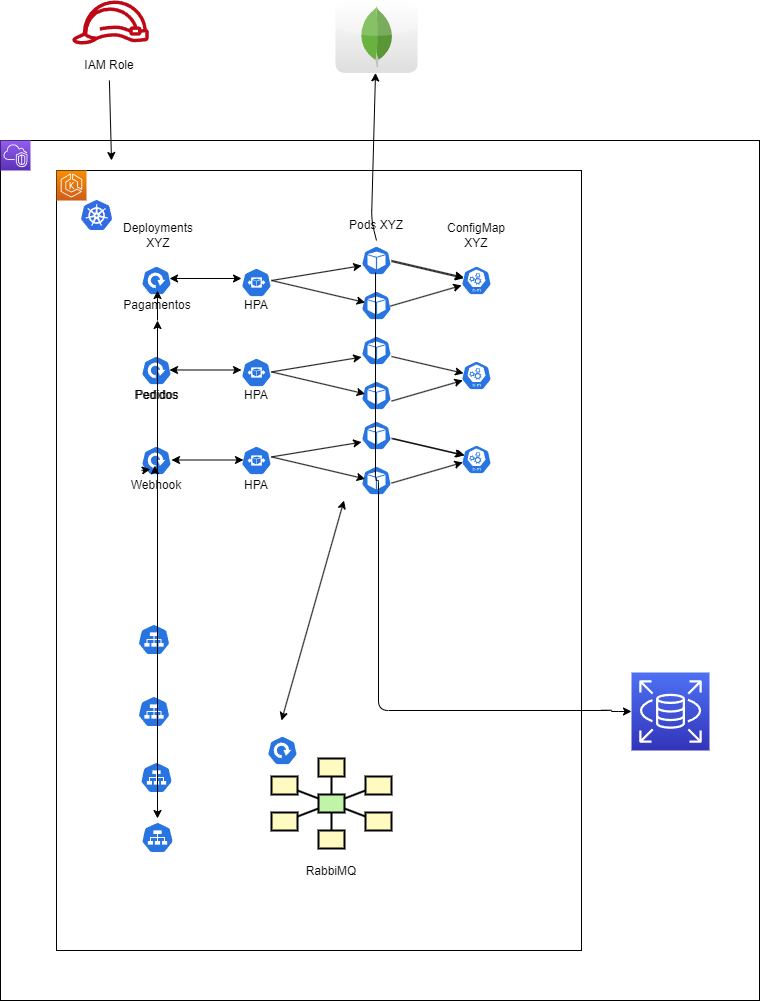 IAM Role
Deployments
XYZ
Pods XYZ
ConfigMap
XYZ
Pagamentos
HPA
Pedidos
HPA
Webhook
HPA
RabbiMQ